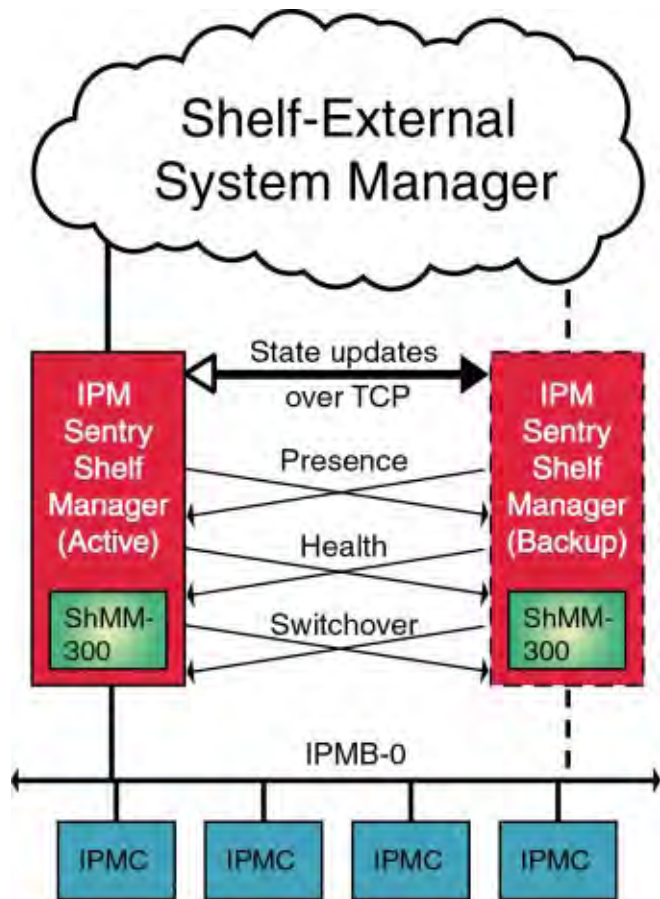 Shelf-External
System Manager
State updates
over TCP
IPM
Sentry
Shelf
Manager
(Active)
ShMM-
300
Presence
Health
Switchover
IPM
Sentry
Shelf
Manager
(Backup)
ShMM-
300
IPMB-0
IPMC
IPMC
IPMC
IPMC